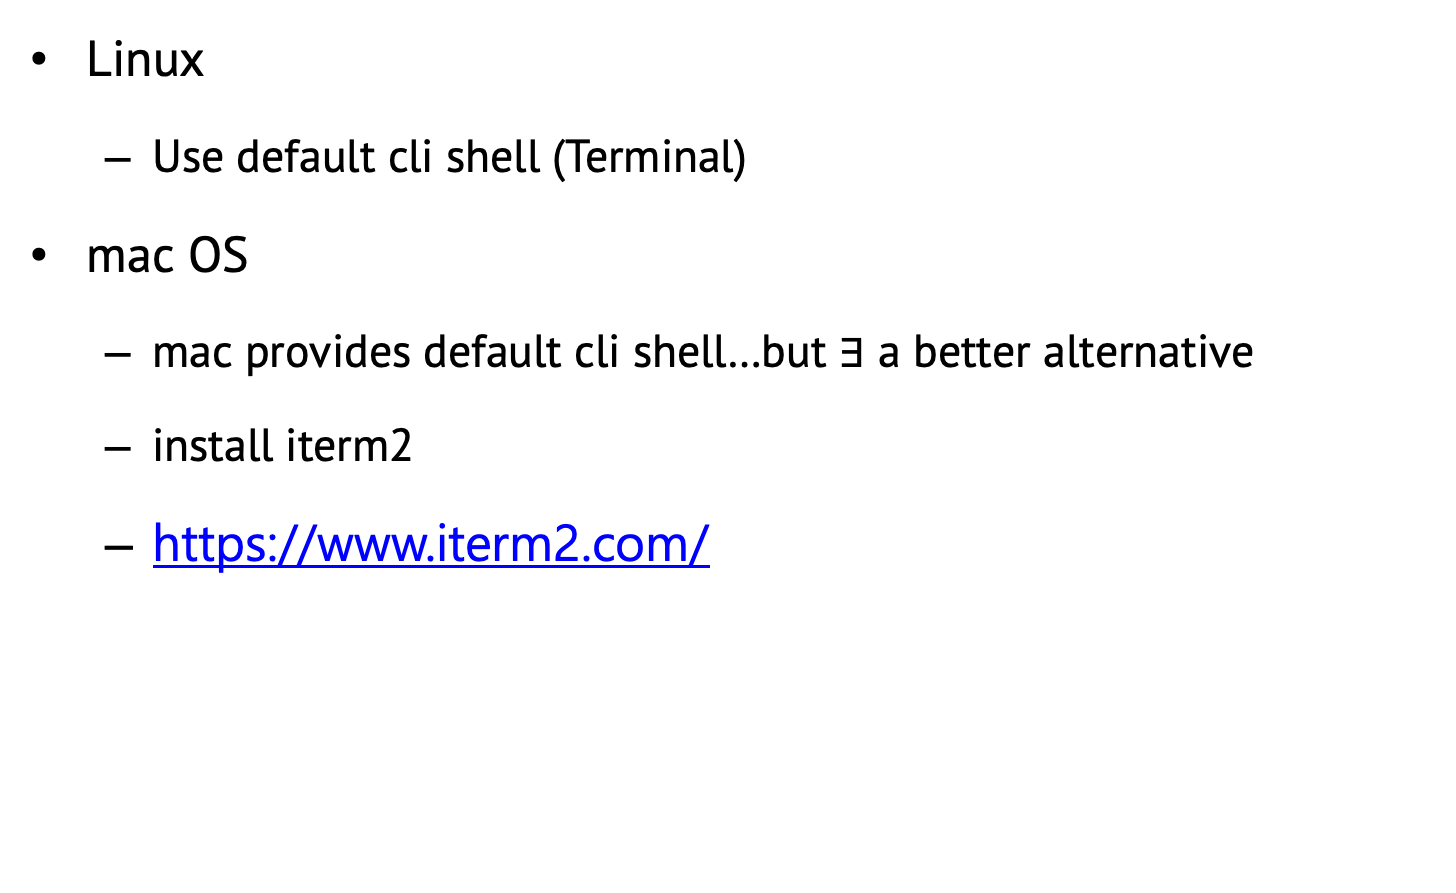 • Linux
– Use default cli shell (Terminal)
• mac OS
– mac provides default cli shell...but ∃ a better alternative
– install iterm2
– https://www.iterm2.com/